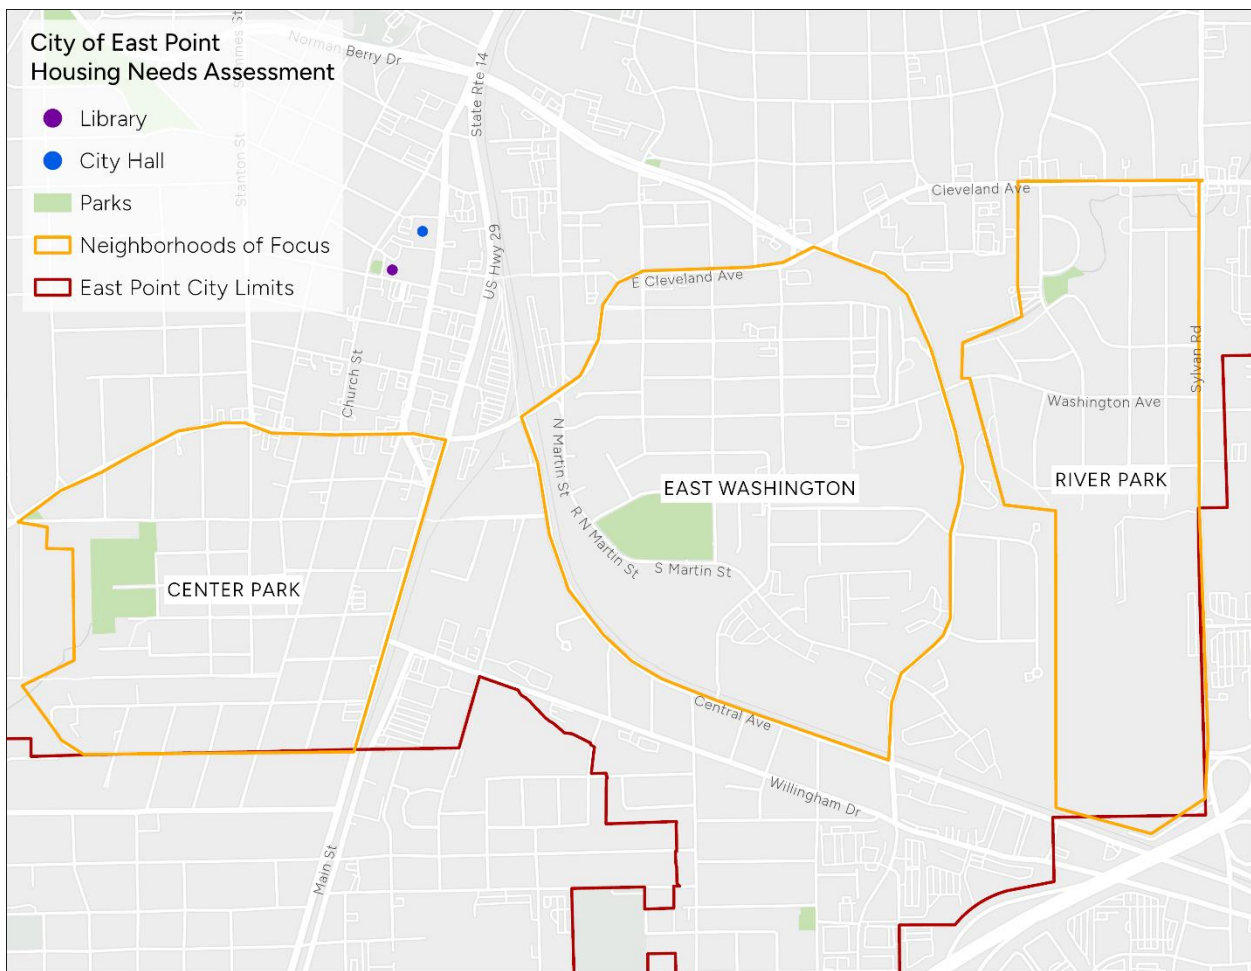 City of East Point
Housing Needs Assessment
Library
City Hall
Parks
Neighborhoods of Focus
East Point City Limits
Simmes St
Norman Berry Dr
State Rte 14
Stanton St
Cleveland Ave
US Hwy 29
E Cleveland Ave
Church St
Sylvan Rd
Washington Ave
N Martin St
EAST WASHINGTON
RIVER PARK
R N Martin St
S Martin St
CENTER PARK
Central Ave
Willingham Dr
Main St